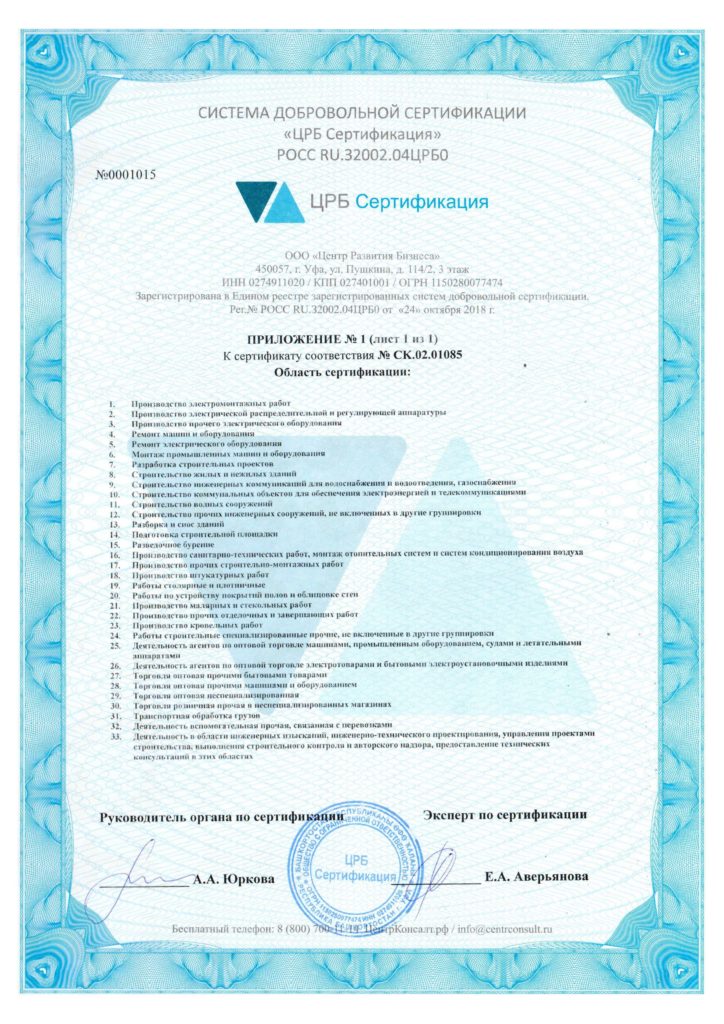 СИСТЕМА ДОБРОВОЛЬНОЙ СЕРТИФИКАЦИИ
«ЦРБ Сертификация»
РОСС RU.32002.04ЦРБ0
№0001015
ЦРБ Сертификация
ООО «Центр Развития Бизнеса»
450057, г. Уфа, ул. Пушкина, д. 114/2, 3 этаж
ИНН 0274911020 / КПП 027401001 / ОГРН 1150280077474
Зарегистрирована в Едином реестре зарегистрированных систем добровольной сертификации.
Рег.№ РОСС RU.32002.04ЦРБ0 от «24» октября 2018 г.
ПРИЛОЖЕНИЕ № 1 (лист 1 из 1)
К сертификату соответствия № СК.02.01085
Область сертификации:
1. Производство электромонтажных работ
2. Производство электрической распределительной и регулирующей аппаратуры
3. Производство прочего электрического оборудования
4. Ремонт машин и оборудования
5. Ремонт электрического оборудования
6. Монтаж промышленных машин и оборудования
7. Разработка строительных проектов
8. Строительство жилых и нежилых зданий
9. Строительство инженерных коммуникаций для водоснабжения и водоотведения, газоснабжения
10. Строительство коммунальных объектов для обеспечения электроэнергией и телекоммуникациями
11. Строительство водных сооружений
12. Строительство прочих инженерных сооружений, не включенных в другие группировки
13. Разборка и снос зданий
14. Подготовка строительной площадки
15. Разведочное бурение
16. Производство санитарно-технических работ, монтаж отопительных систем и систем кондиционирования воздуха
17. Производство прочих строительно-монтажных работ
18. Производство штукатурных работ
19. Работы столярные и плотничные
20. Работы по устройству покрытий полов и облицовке стен
21. Производство малярных и стекольных работ
22. Производство прочих отделочных и завершающих работ
23. Производство кровельных работ
24. Работы строительные специализированные прочие, не включенные в другие группировки
25. Деятельность агентов по оптовой торговле машинами, промышленным оборудованием, судами и летательными
аппаратами
26. Деятельность агентов по оптовой торговле электротоварами и бытовыми электроустановочными изделиями
27. Торговля оптовая прочими бытовыми товарами
28. Торговля оптовая прочими машинами и оборудованием
29. Торговля оптовая неспециализированная
30. Торговля розничная прочая в неспециализированных магазинах
31. Транспортная обработка грузов
32. Деятельность вспомогательная прочая, связанная с перевозками
33. Деятельность в области инженерных изысканий, инженерно-технического проектирования, управления проектами
строительства, выполнения строительного контроля и авторского надзора, предоставление технических
консультаций в этих областях
Руководитель органа по сертификации
Эксперт по сертификации
ЦРБ
Сертификация
А.А. Юркова
Е.А. Аверьянова
Бесплатный телефон: 8 (800) 700- ЦентрКонсалт.рф / info@centrconsult.ru